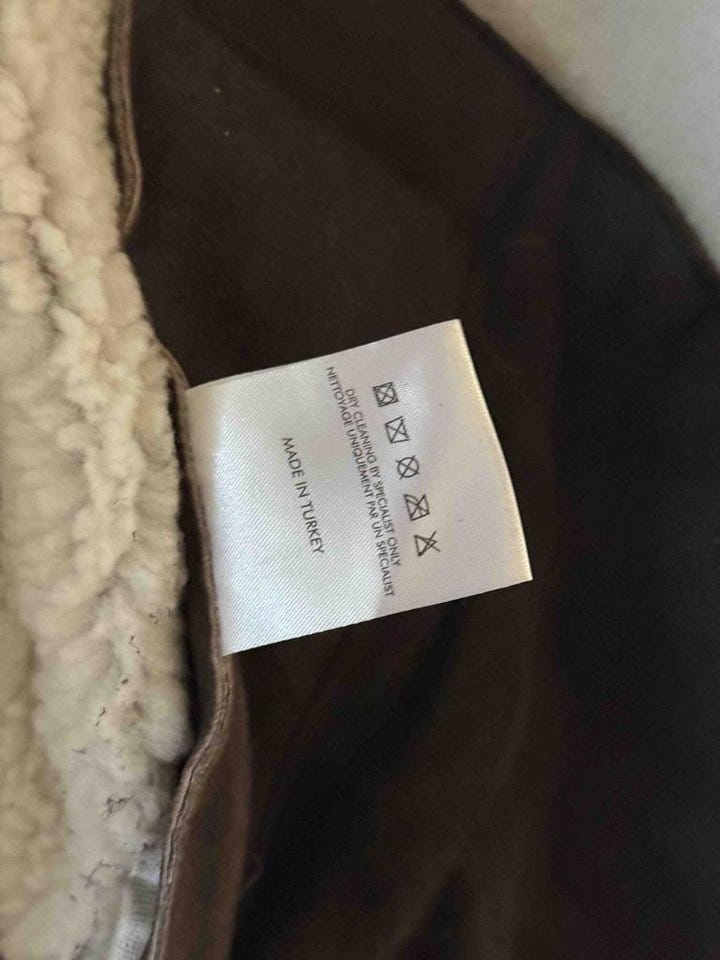 DRY CLEANING BY SPECIALIST ONLY
NETTOYAGE UNIQUEMENT PAR UN SPECIALIST
MADE IN TURKEY